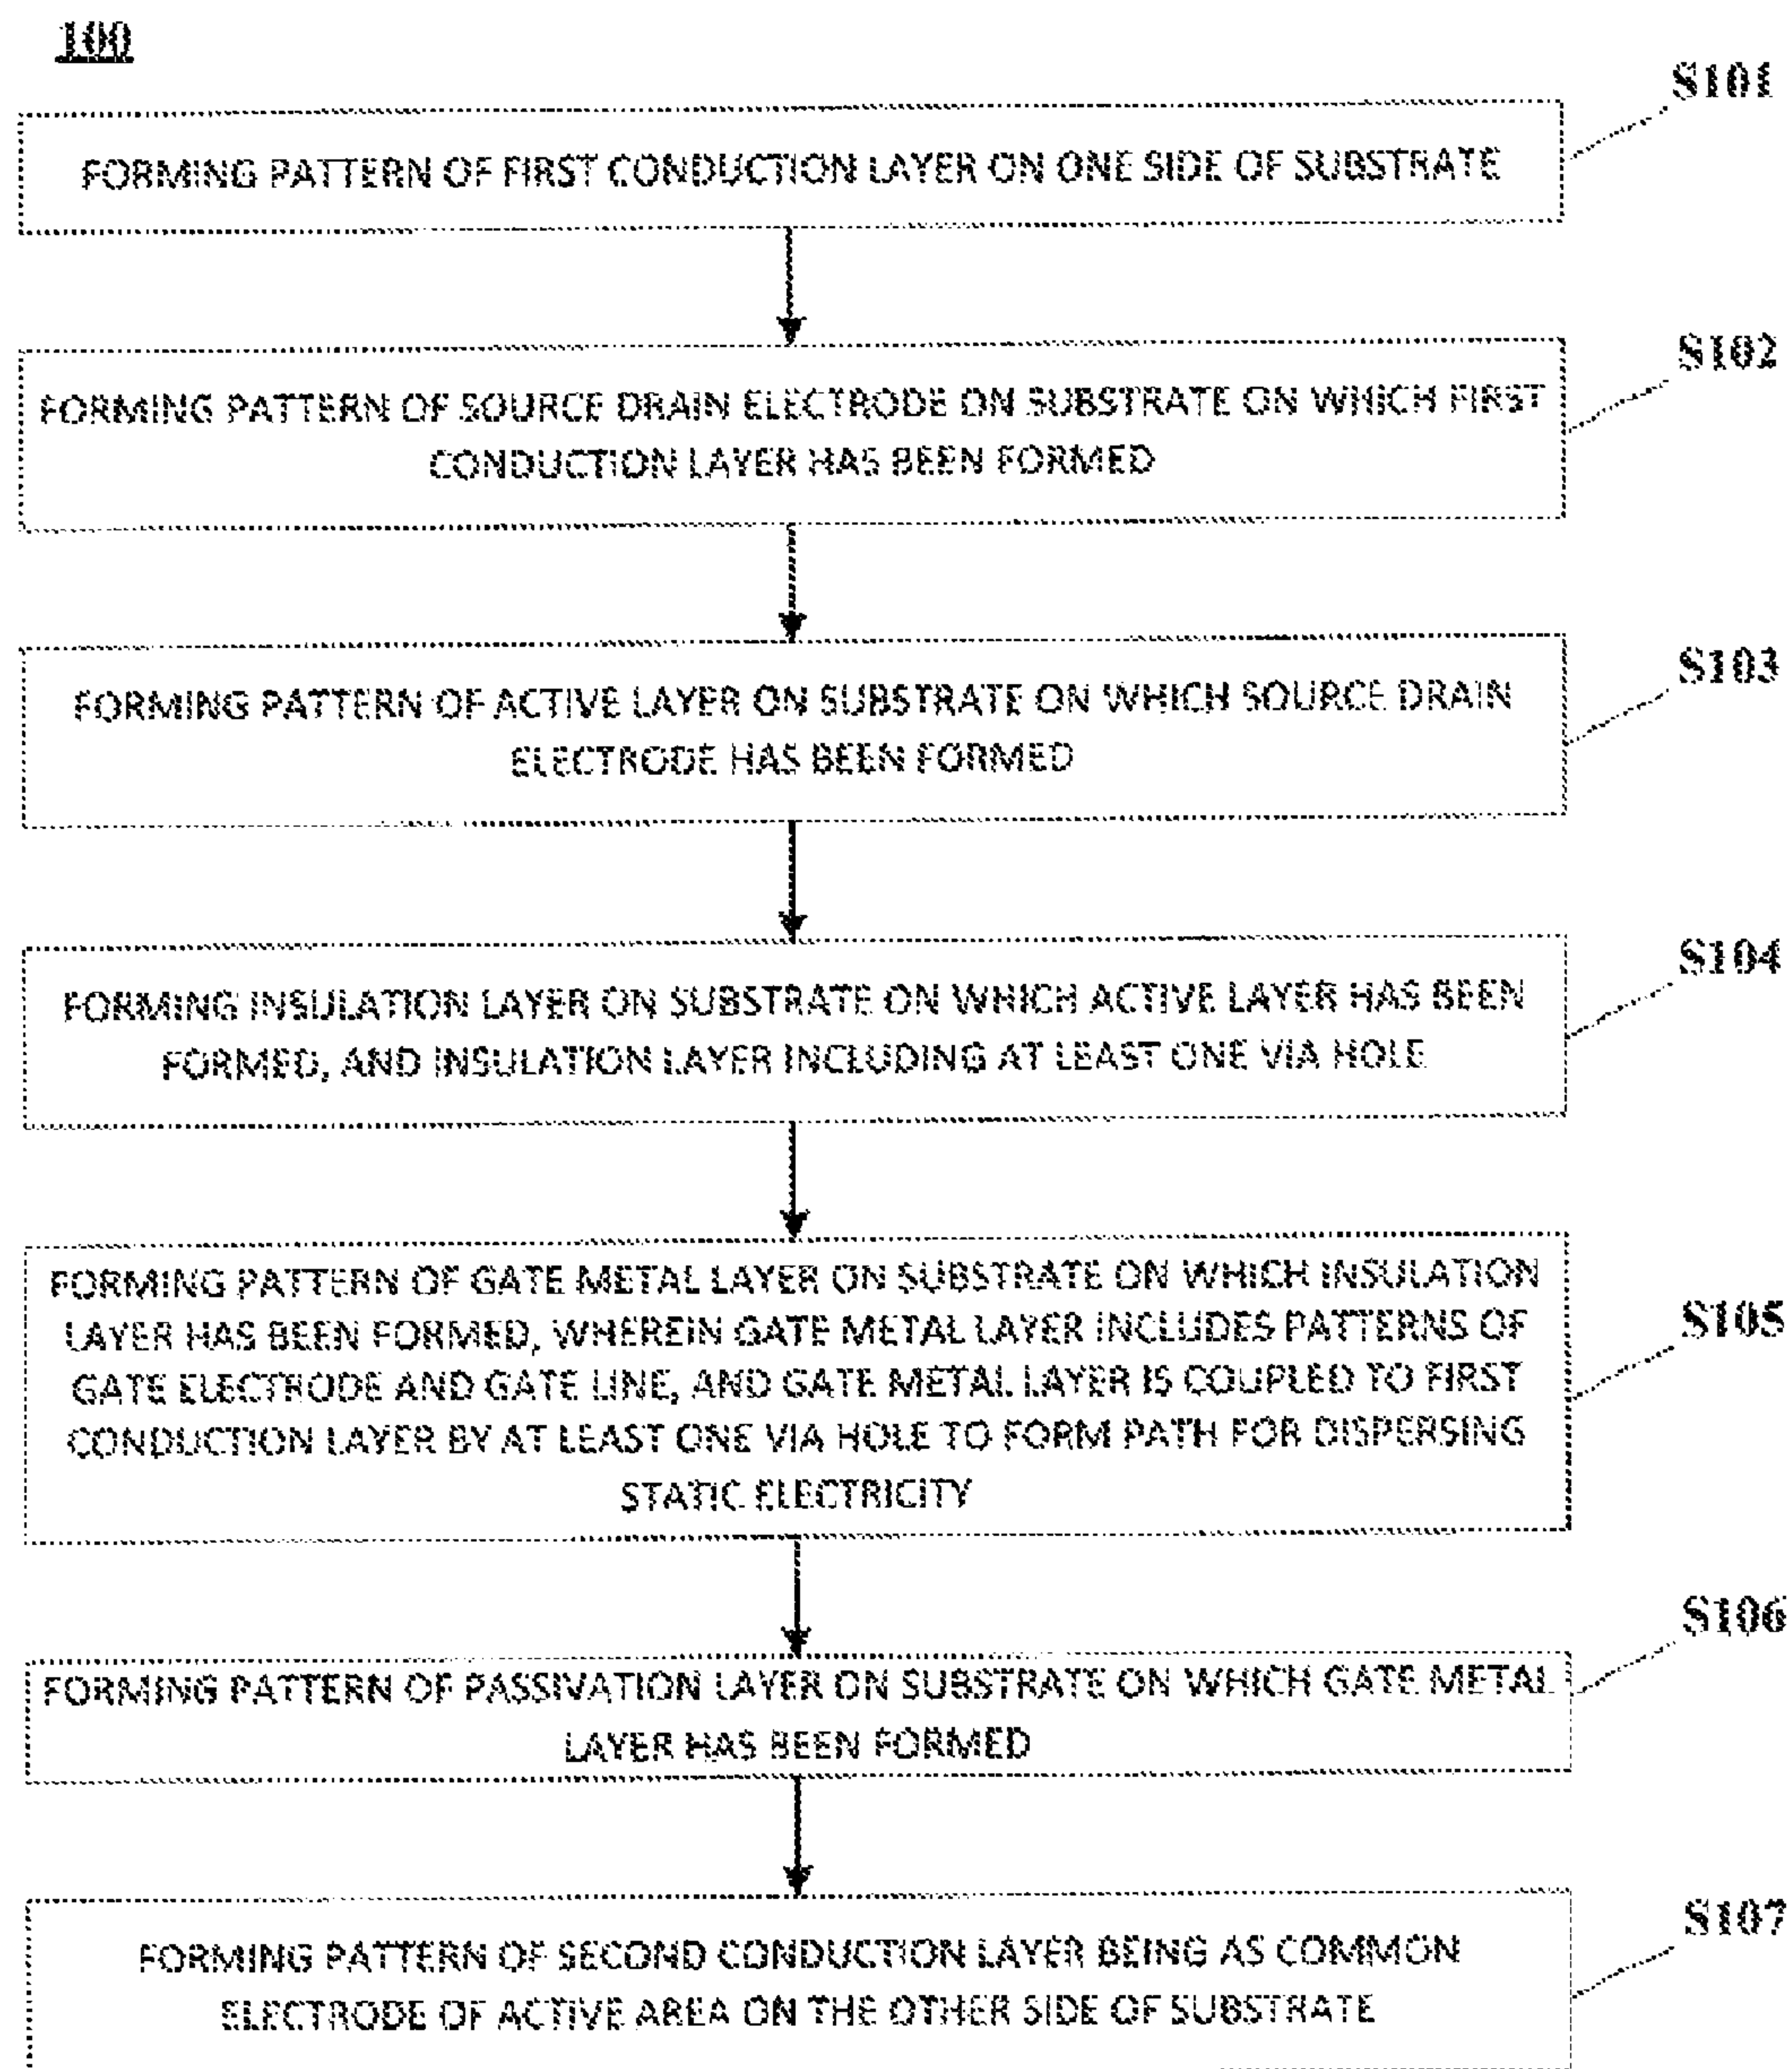 100
S101
FORMING PATTERN OF FIRST CONDUCTION LAYER ON ONE SIDE OF SUBSTRATE
S102
FORMING PATTERN OF SOURCE DRAIN ELECTRODE ON SUBSTRATE ON WHICH FIRST
CONDUCTION LAYER HAS BEEN FORMED
S103
FORMING PATTERN OF ACTIVE LAYER ON SUBSTRATE ON WHICH SOURCE DRAIN
ELECTRODE HAS BEEN FORMED
S104
FORMING INSULATION LAYER ON SUBSTRATE ON WHICH ACTIVE LAYER HAS BEEN
FORMED, AND INSULATION LAYER INCLUDING AT LEAST ONE VIA HOLE
S105
FORMING PATTERN OF GATE METAL LAYER ON SUBSTRATE ON WHICH INSULATION
LAYER HAS BEEN FORMED, WHEREIN GATE METAL LAYER INCLUDES PATTERNS OF
GATE ELECTRODE AND GATE LINE, AND GATE METAL LAYER IS COUPLED TO FIRST
CONDUCTION LAYER BY AT LEAST ONE VIA HOLE TO FORM PATH FOR DISPERSING
STATIC ELECTRICITY
S106
FORMING PATTERN OF PASSIVATION LAYER ON SUBSTRATE ON WHICH GATE METAL
LAYER HAS BEEN FORMED
S107
FORMING PATTERN OF SECOND CONDUCTION LAYER BEING AS COMMON
ELECTRODE OF ACTIVE AREA ON THE OTHER SIDE OF SUBSTRATE